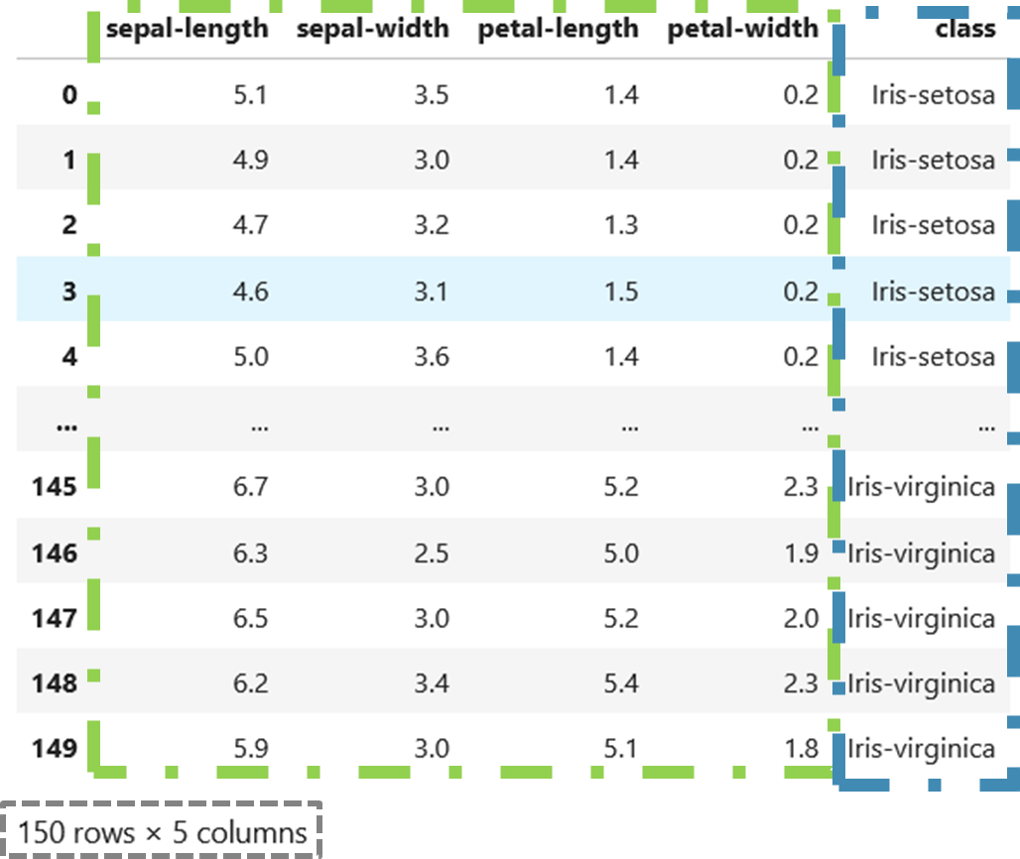 sepal-length sepal-width petal-length petal-width class
0 5.1 3.5 1.4 0.2 Iris-setosa
1 4.9 3.0 1.4 0.2 Iris-setosa
2 4.7 3.2 1.3 0.2 Iris-setosa
3 4.6 3.1 1.5 0.2 Iris-setosa
4 5.0 3.6 1.4 0.2 Iris-setosa
... ... ... ... ... ...
145 6.7 3.0 5.2 2.3 Iris-virginica
146 6.3 2.5 5.0 1.9 Iris-virginica
147 6.5 3.0 5.2 2.0 Iris-virginica
148 6.2 3.4 5.4 2.3 Iris-virginica
149 5.9 3.0 5.1 1.8 Iris-virginica
150 rows × 5 columns